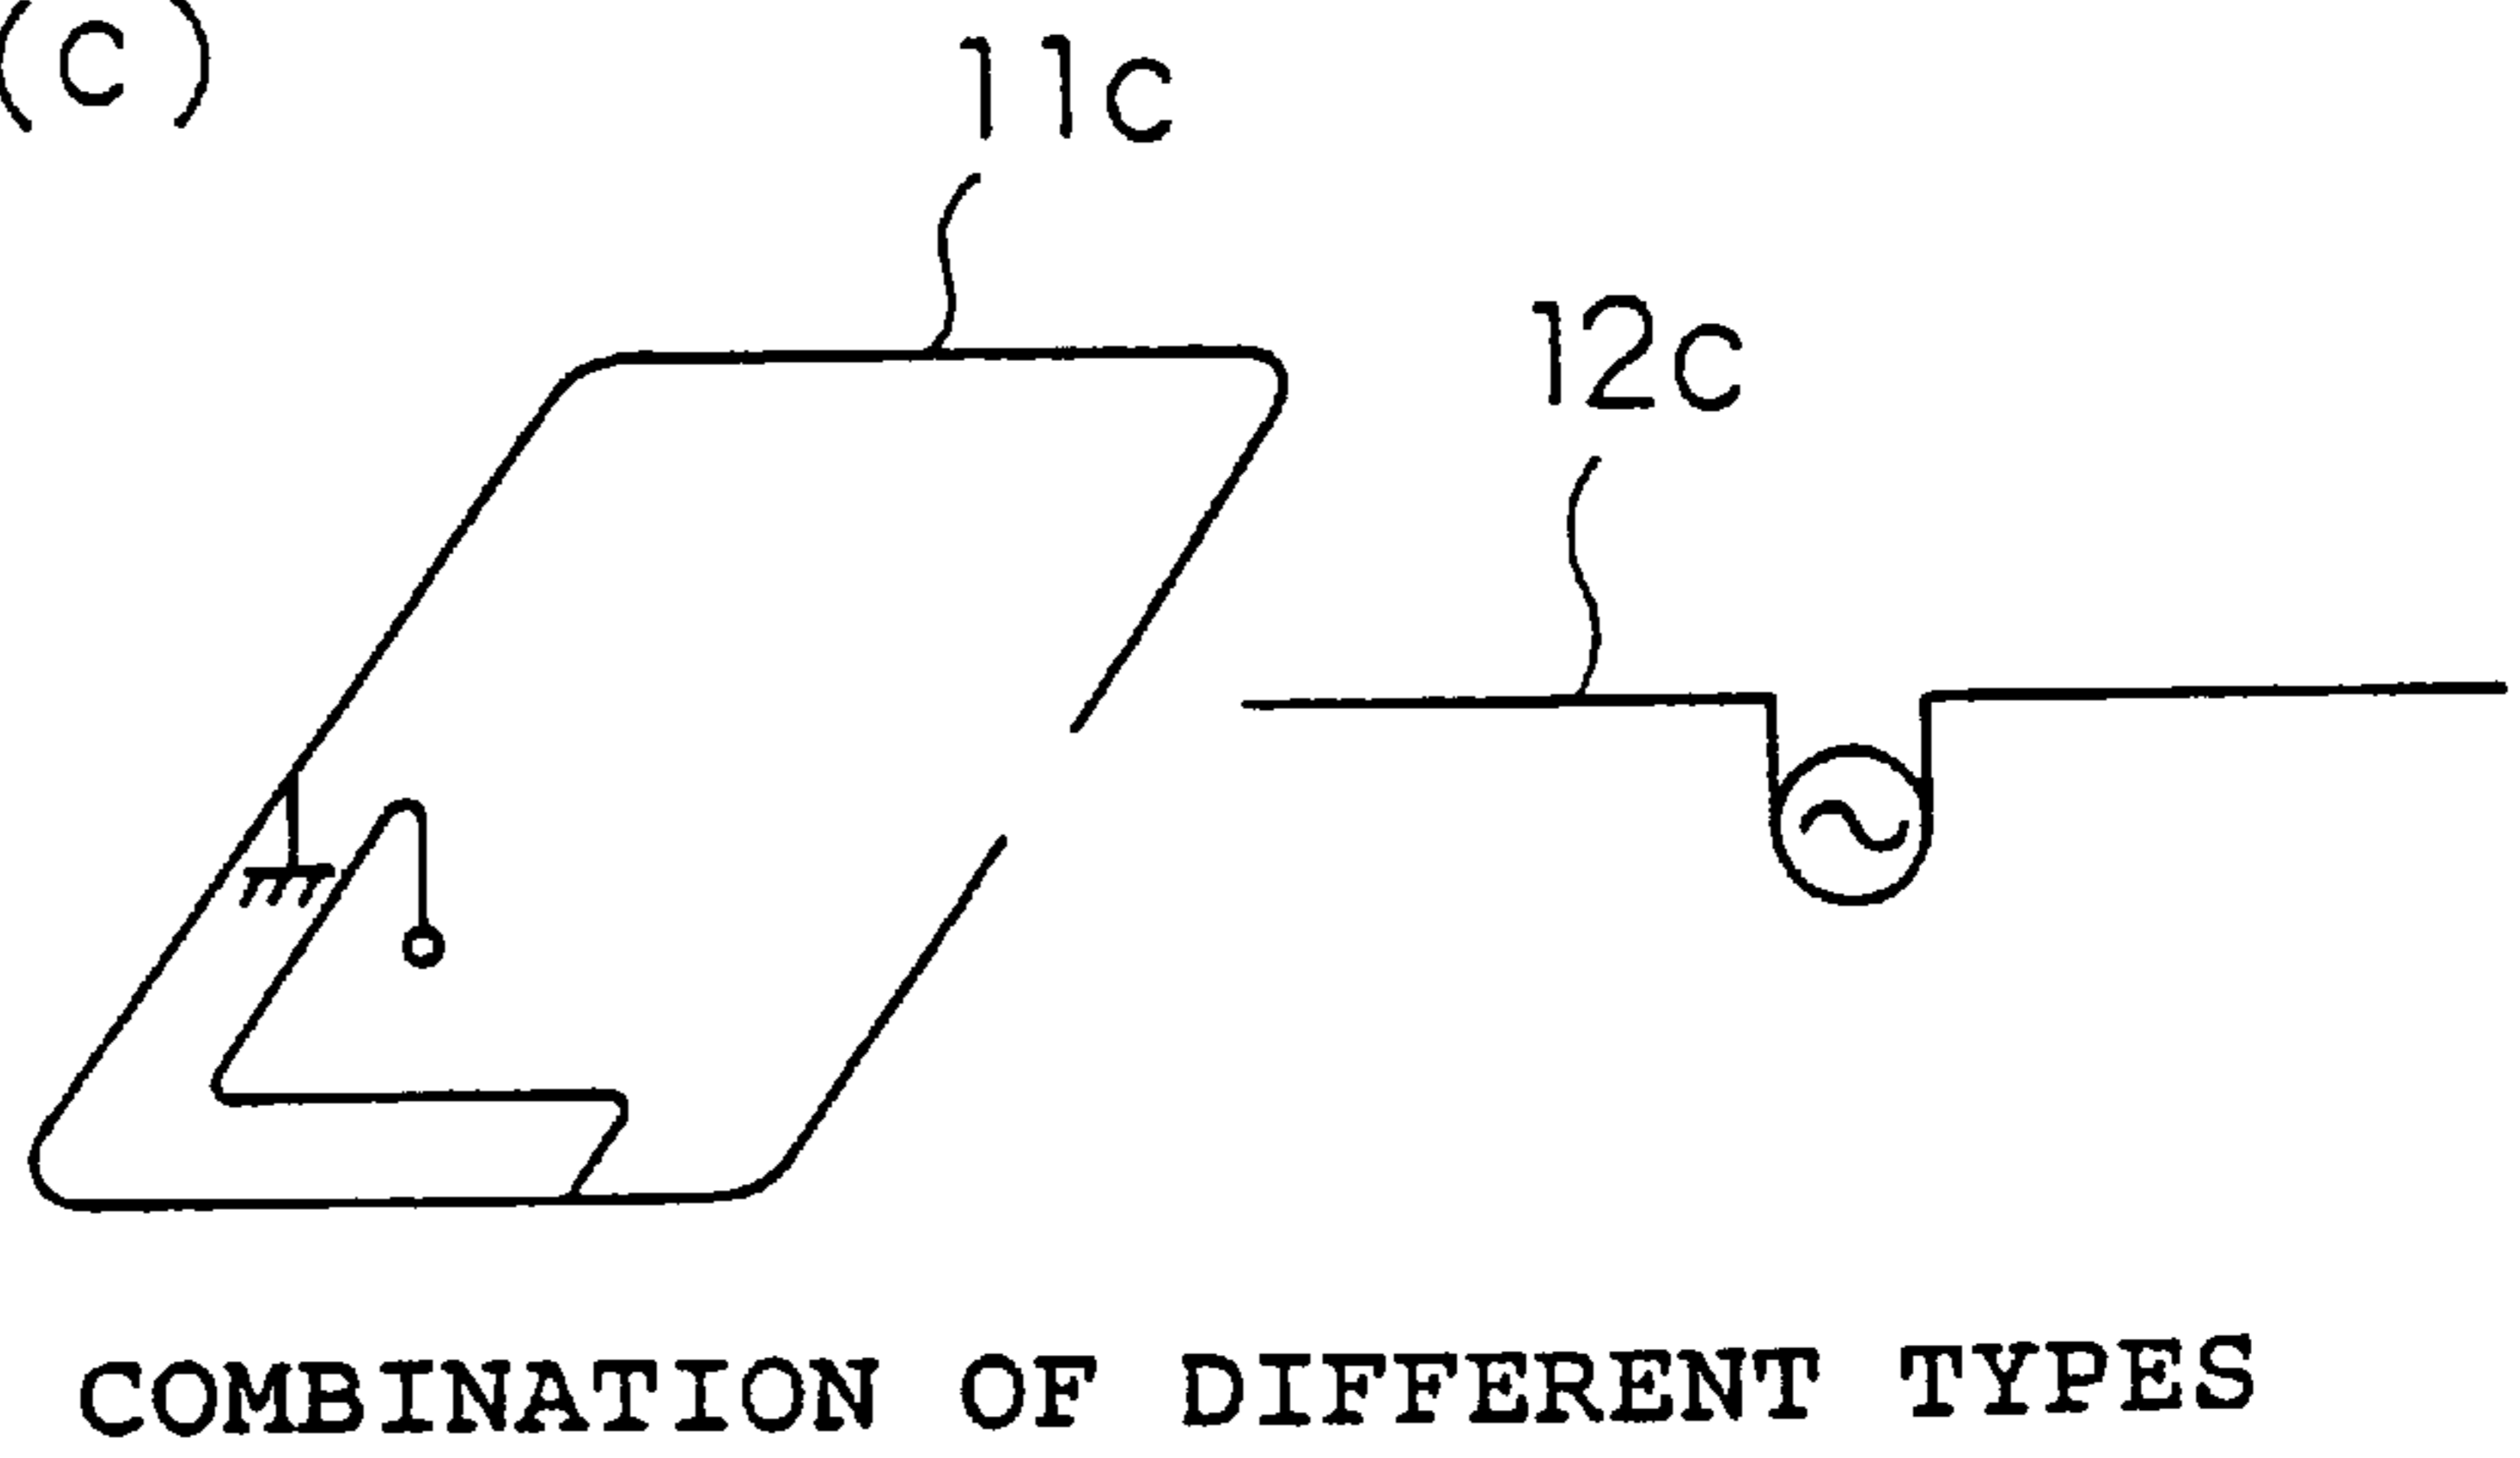 (c)
11c
12c
COMBINATION OF DIFFERENT TYPES